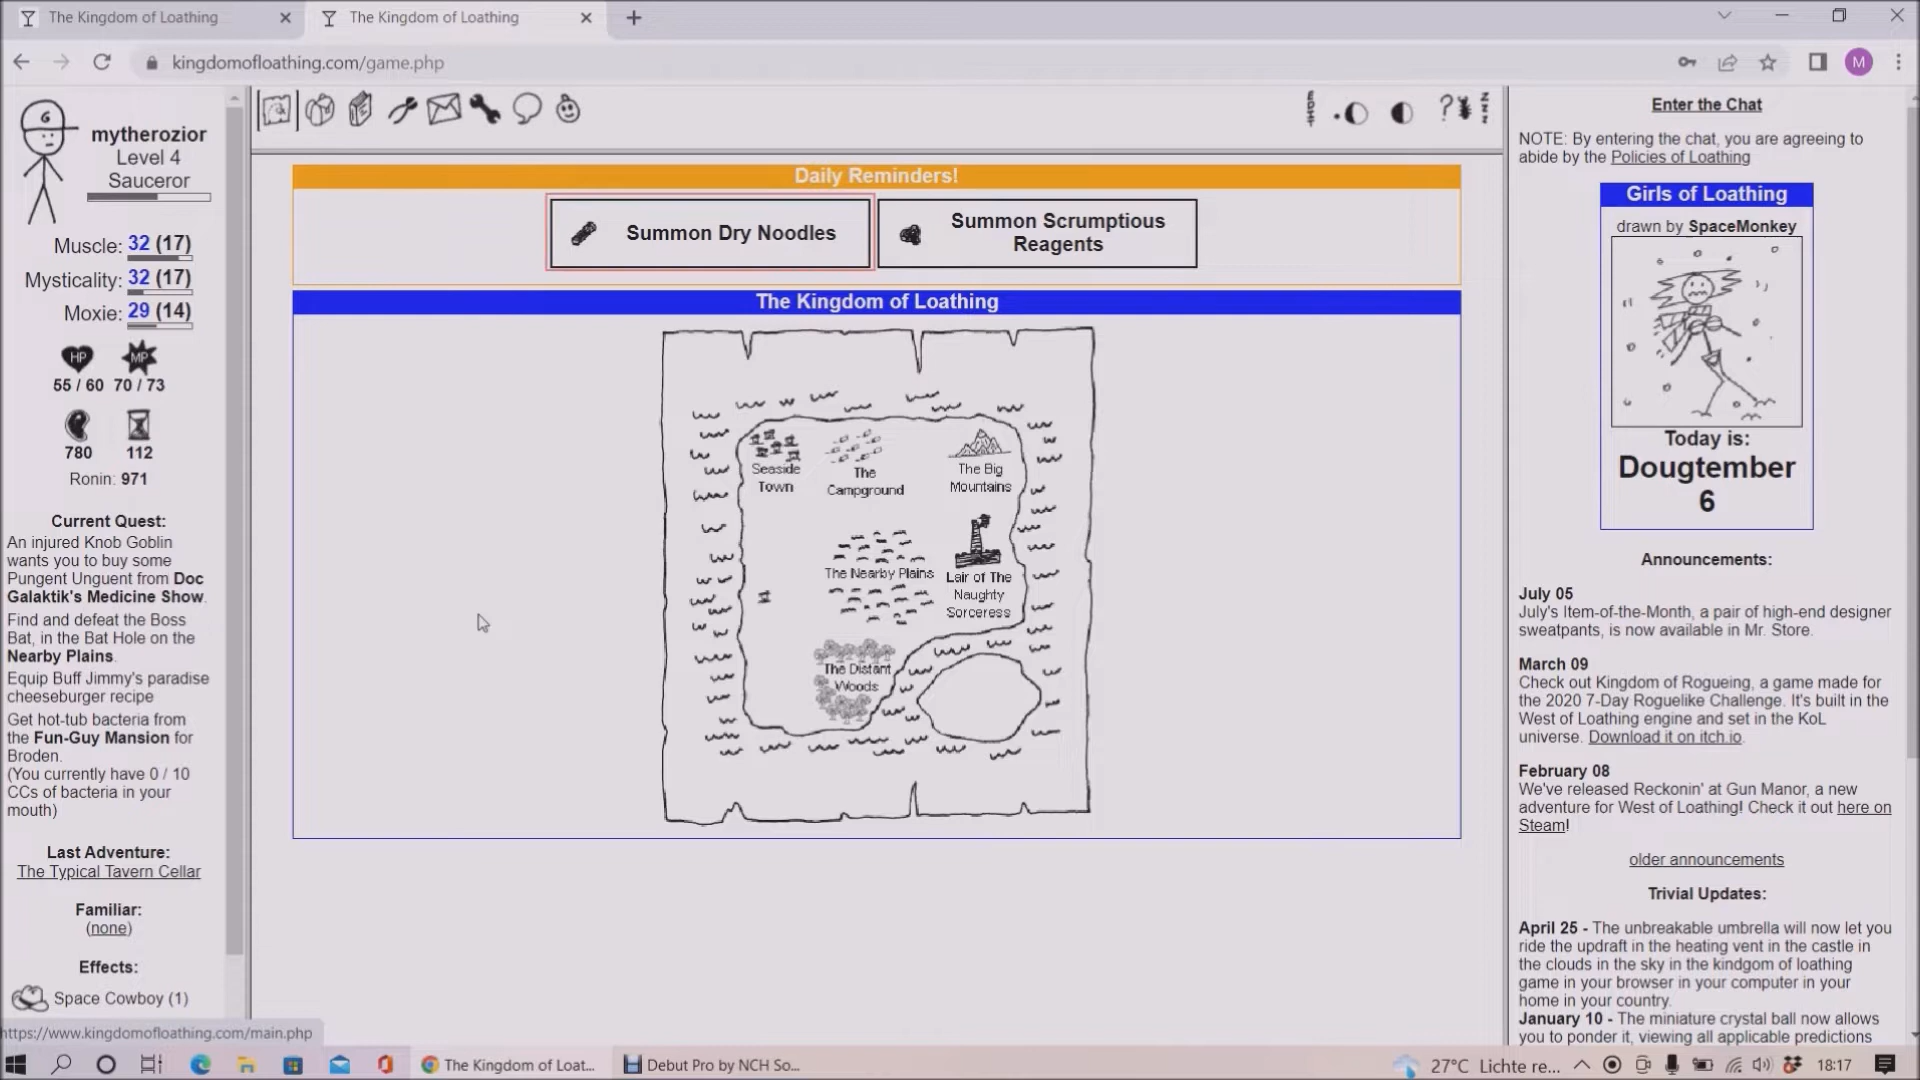 The Kingdom of Loathing
The Kingdom of Loathing
kingdomofloathing.com/game.php
M
mytherozior
Level 4
Sauceror
Muscle: 32 (17)
Mysticality: 32 (17)
Moxie: 29 (14)
HP
MP
55 / 60 70 / 73
780 112
Ronin: 971
Current Quest:
An injured Knob Goblin
wants you to buy some
Pungent Unguent from Doc
Galaktik's Medicine Show.
Find and defeat the Boss
Bat, in the Bat Hole on the
Nearby Plains.
Equip Buff Jimmy's paradise
cheeseburger recipe
Get hot-tub bacteria from
the Fun-Guy Mansion for
Broden.
(You currently have 0 / 10
CCs of bacteria in your
mouth)
Last Adventure:
The Typical Tavern Cellar
Familiar:
(none)
Effects:
Space Cowboy (1)
https://www.kingdomofloathing.com/main.php
Daily Reminders!
Summon Dry Noodles
Summon Scrumptious
Reagents
The Kingdom of Loathing
Seaside
Town
The
Campground
The Big
Mountains
The Nearby Plains
Lair of The
Naughty
Sorceress
The Distant
Woods
Enter the Chat
NOTE: By entering the chat, you are agreeing to
abide by the Policies of Loathing
Girls of Loathing
drawn by SpaceMonkey
Today is:
Dougtember
6
Announcements:
July 05
July's Item-of-the-Month, a pair of high-end designer
sweatpants, is now available in Mr. Store.
March 09
Check out Kingdom of Rogueing, a game made for
the 2020 7-Day Roguelike Challenge. It's built in the
West of Loathing engine and set in the KoL
universe. Download it on itch.io.
February 08
We've released Reckonin' at Gun Manor, a new
adventure for West of Loathing! Check it out here on
Steam!
older announcements
Trivial Updates:
April 25 - The unbreakable umbrella will now let you
ride the updraft in the heating vent in the castle in
the clouds in the sky in the kindgom of loathing
game in your browser in your computer in your
home in your country.
January 10 - The miniature crystal ball now allows
you to ponder it, viewing all applicable predictions
The Kingdom of Loat...
Debut Pro by NCH So...
27°C Lichte re...
18:17